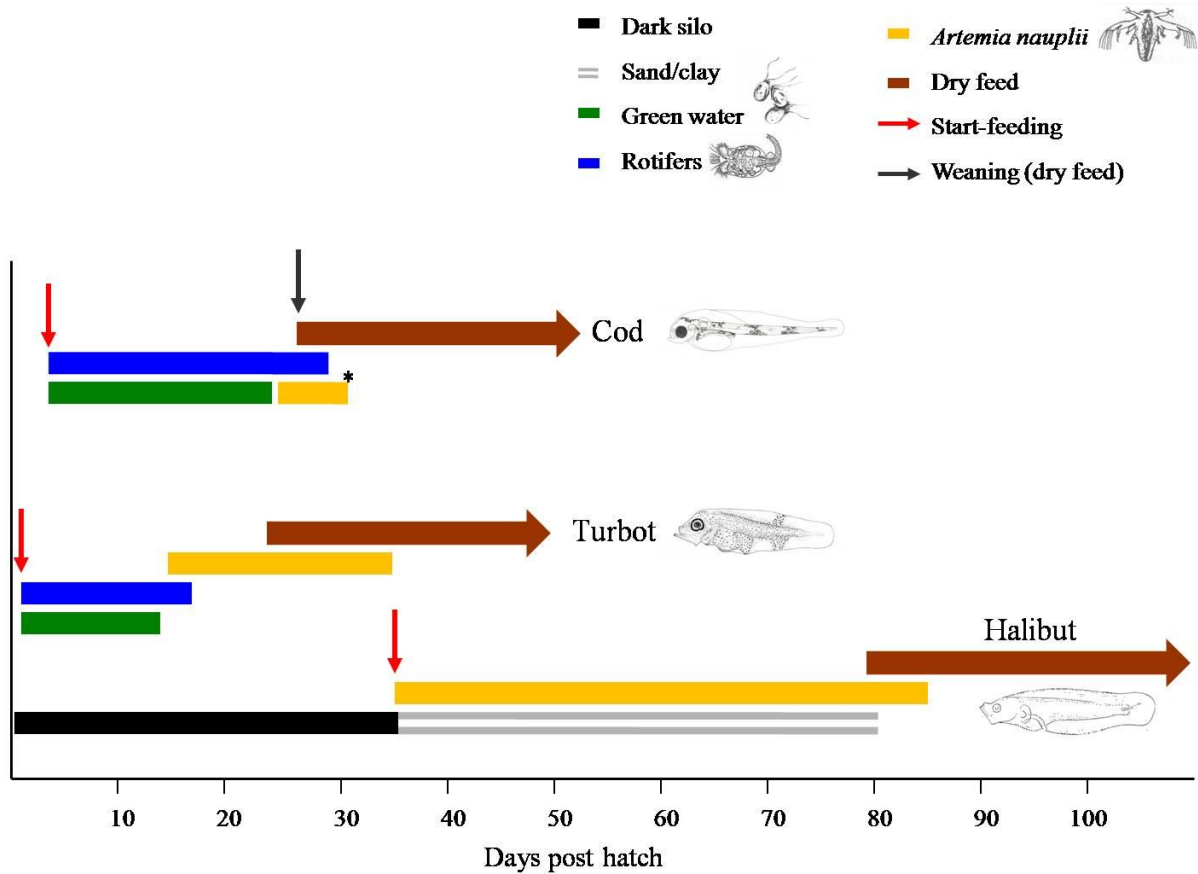 Dark silo
Sand/clay
Green water
Rotifers
Artemia nauplii
Dry feed
Start-feeding
Weaning (dry feed)
Cod
*
Turbot
Halibut
10 20 30 40 50 60 70 80 90 100
Days post hatch